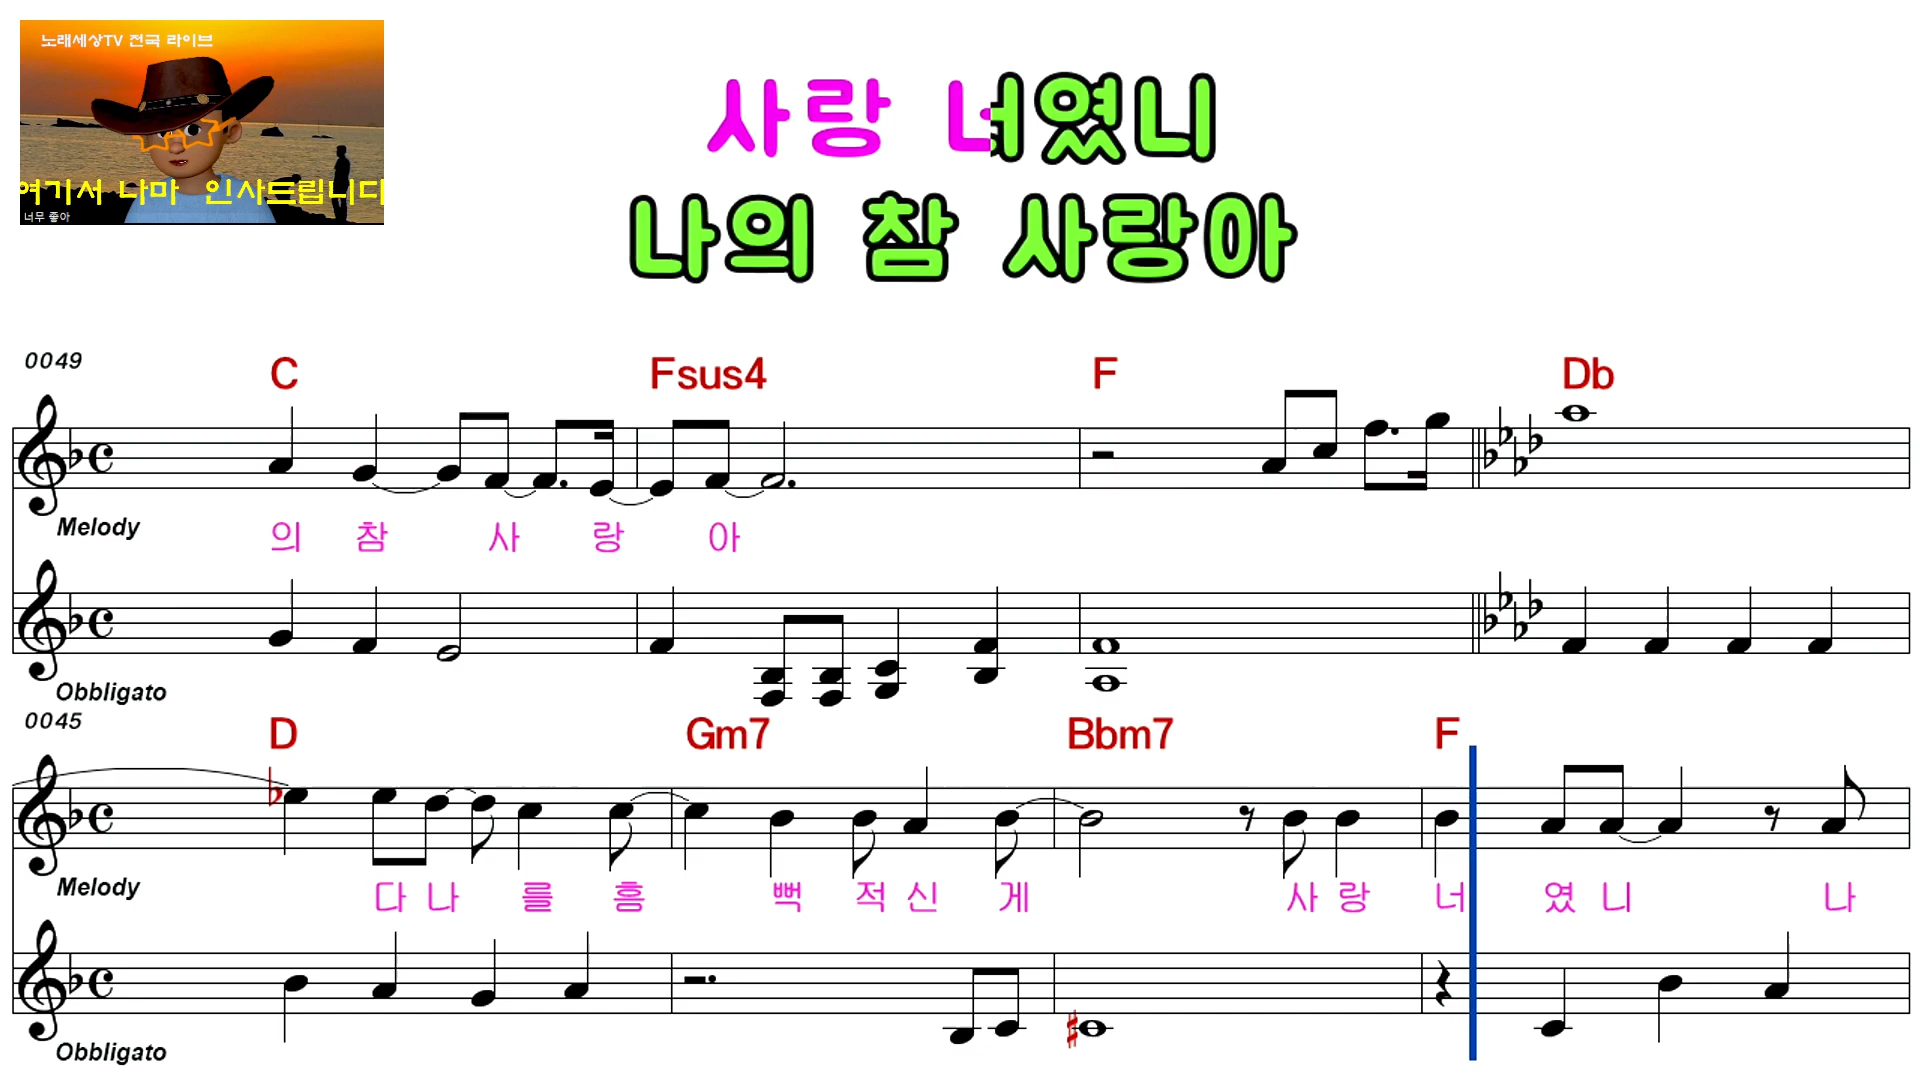 노래세상TV 전국 라이브
여기서 나마  인사드립니다
너무 좋아
사랑 너였니
나의 참 사랑아
0049
C Fsus4 F Db
Melody
의 참 사 랑 아
Obbligato
0045
D Gm7 Bbm7 F
Melody
다 나 를 흠 뻑 적 신 게 사 랑 너 였 니 나
Obbligato